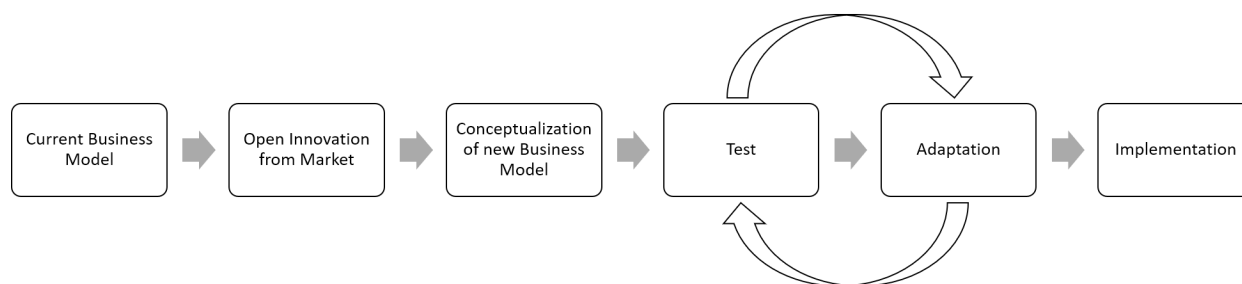 Current Business
Model
Open Innovation
from Market
Conceptualization
of new Business
Model
Test
Adaptation
Implementation